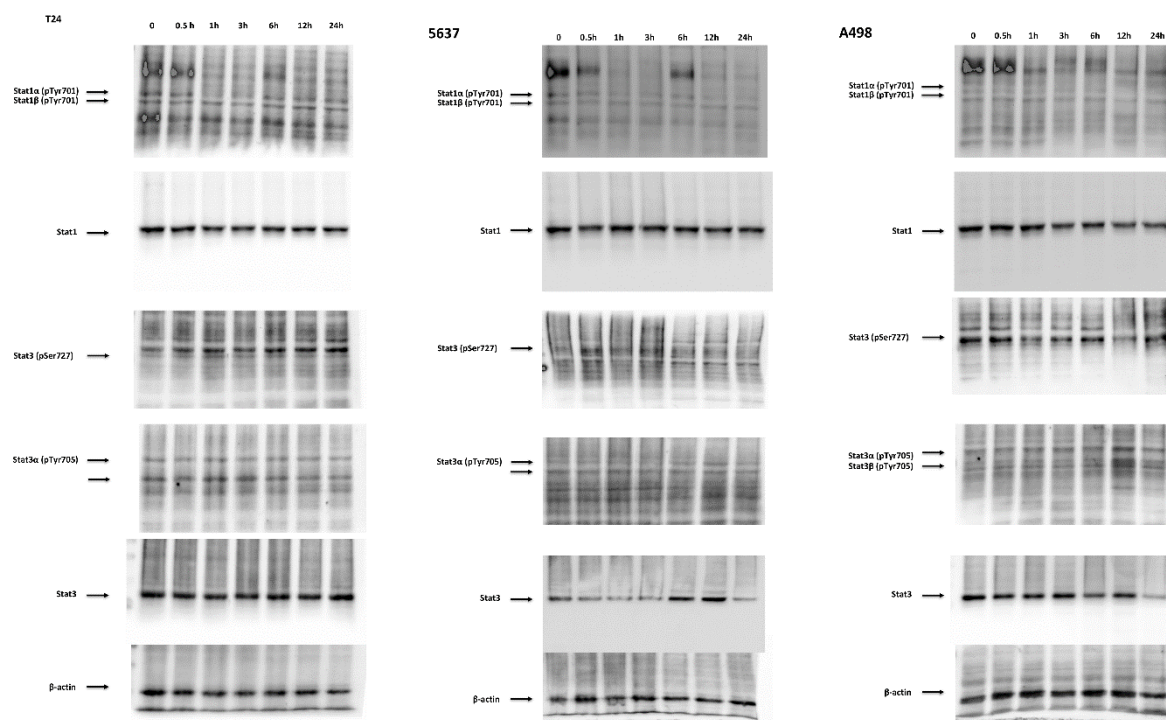 T24
0 0.5 h 1h 3h 6h 12h 24h
Stat1α (pTyr701)
Stat1β (pTyr701)
Stat1
Stat3 (pSer727)
Stat3α (pTyr705)
Stat3
β-actin
5637
0 0.5h 1h 3h 6h 12h 24h
Stat1α (pTyr701)
Stat1β (pTyr701)
Stat1
Stat3 (pSer727)
Stat3α (pTyr705)
Stat3
β-actin
A498
0 0.5h 1h 3h 6h 12h 24h
Stat1α (pTyr701)
Stat1β (pTyr701)
Stat1
Stat3 (pSer727)
Stat3α (pTyr705)
Stat3β (pTyr705)
Stat3
β-actin